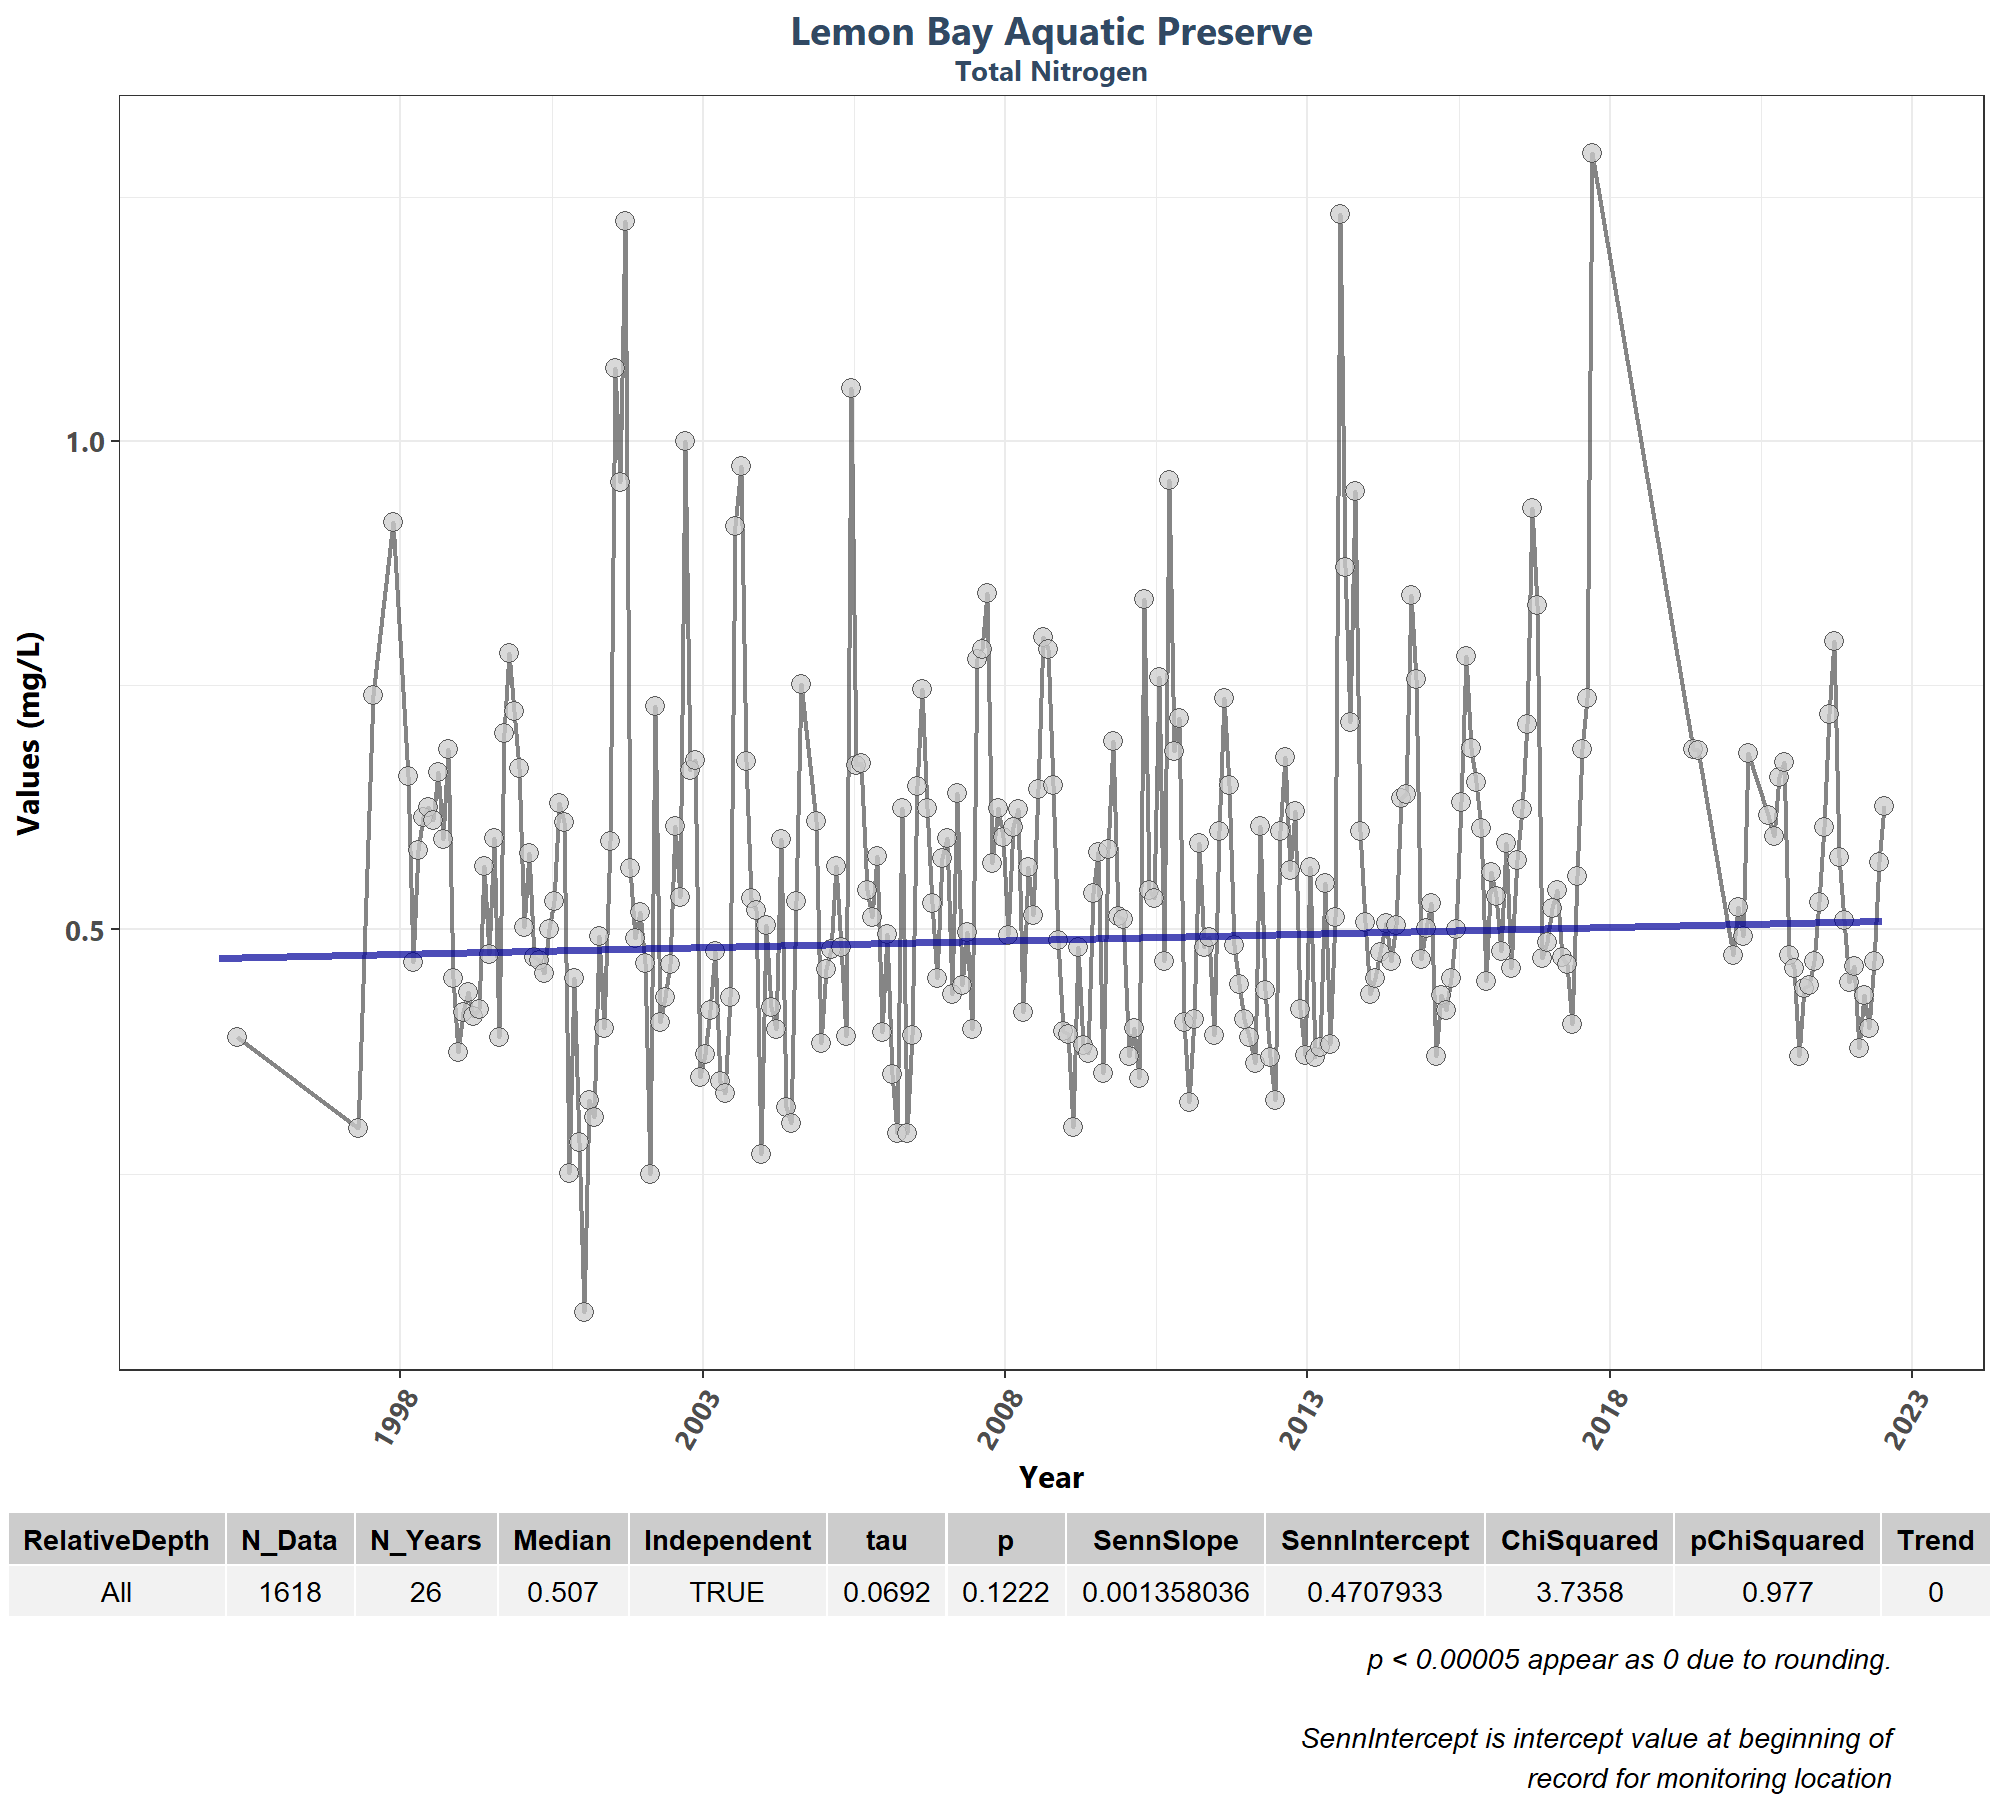 Lemon Bay Aquatic Preserve
Total Nitrogen
Values (mg/L)
1.0
0.5
1998 2003 2008 2013 2018 2023
Year
RelativeDepth N_Data N_Years Median Independent tau p SennSlope SennIntercept ChiSquared pChiSquared Trend
All 1618 26 0.507 TRUE 0.0692 0.1222 0.001358036 0.4707933 3.7358 0.977 0
p < 0.00005 appear as 0 due to rounding.
SennIntercept is intercept value at beginning of
record for monitoring location